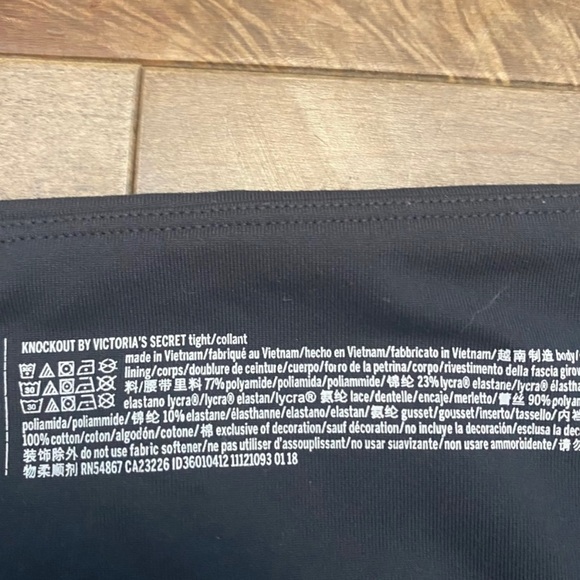 KNOCKOUT BY VICTORIA'S SECRET tight/collant
made in Vietnam/fabriqué au Vietnam/hecho en Vietnam/fabbricato in Vietnam/越南制造 body/
lining/corps/doublure de ceinture/cuerpo/forro de la petrina/corpo/rivestimento della fascia girov
料/腰带里料 77% polyamide/poliamida/poliammide/锦纶 23% lycra® elastane/lycra® élastha
elastano lycra®/lycra® elastan/lycra® 氨纶 lace/dentelle/encaje/merletto/蕾丝 90% polyam
poliamida/poliammide/锦纶 10% elastane/élasthanne/elastano/elastan/氨纶 gusset/gousset/inserto/tassello/内
100% cotton/coton/algodón/cotone/棉 exclusive of decoration/sauf décoration/no incluye la decoración/esclusa la dec
装饰除外 do not use fabric softener/ne pas utiliser d'assouplissant/no usar suavizante/non usare ammorbidente/请勿
物柔顺剂 RN54867 CA23226 ID36010412 11121093 01 18